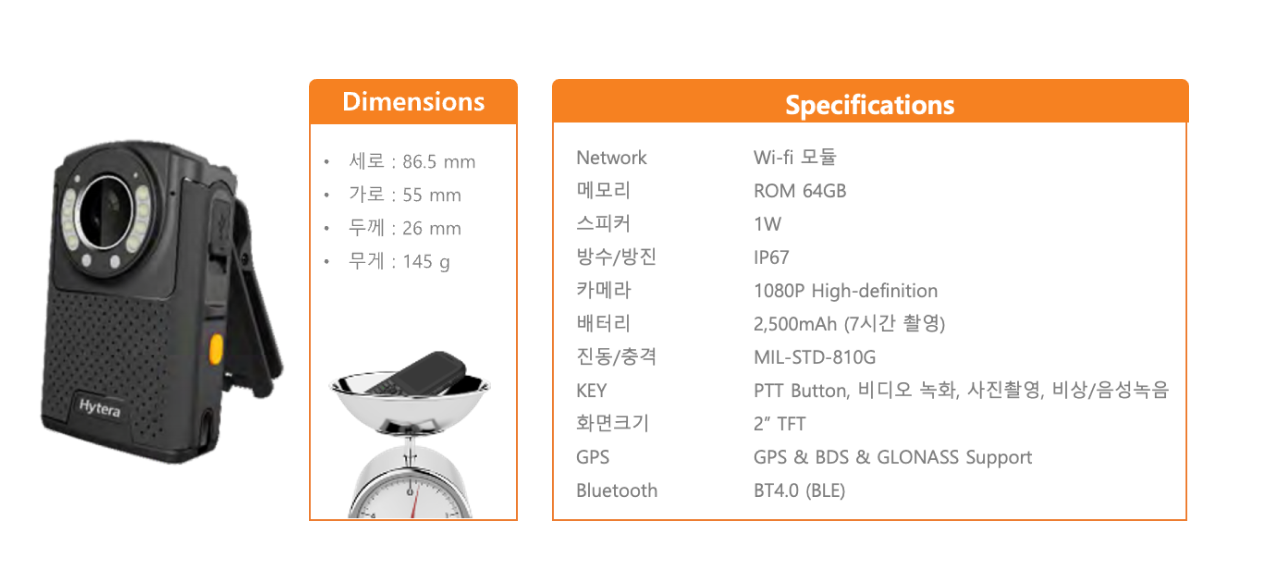 Hytera
Dimensions
• 세로 : 86.5 mm
• 가로 : 55 mm
• 두께 : 26 mm
• 무게 : 145 g
0
Specifications
Network Wi-fi 모듈
메모리 ROM 64GB
스피커 1W
방수/방진 IP67
카메라 1080P High-definition
배터리 2,500mAh (7시간 촬영)
진동/충격 MIL-STD-810G
KEY PTT Button, 비디오 녹화, 사진촬영, 비상/음성녹음
화면크기 2” TFT
GPS GPS & BDS & GLONASS Support
Bluetooth BT4.0 (BLE)